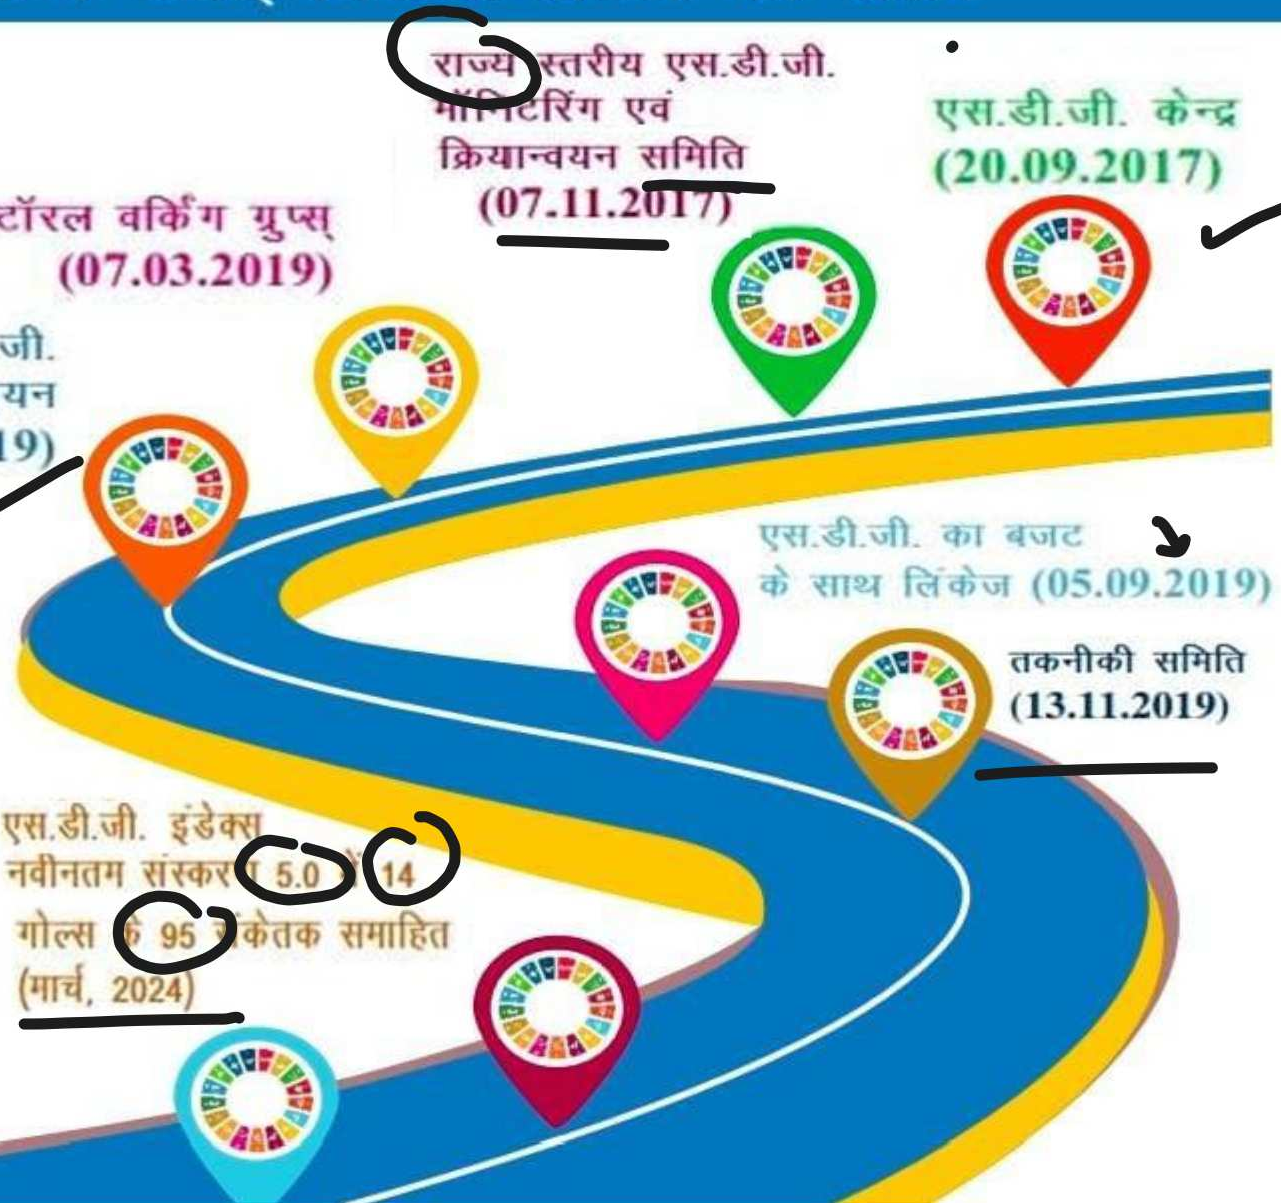 राज्य स्तरीय एस.डी.जी.
मॉनिटरिंग एवं
क्रियान्वयन समिति
(07.11.2017)
एस.डी.जी. केन्द्र
(20.09.2017)
टॉरल वर्किंग ग्रुप्स्
(07.03.2019)
जी.
यन
19)
एस.डी.जी. का बजट
के साथ लिंकेज (05.09.2019)
तकनीकी समिति
(13.11.2019)
एस.डी.जी. इंडेक्स
नवीनतम 5.0 14
गोल्स के 95 संकेतक समाहित
(मार्च, 2024)